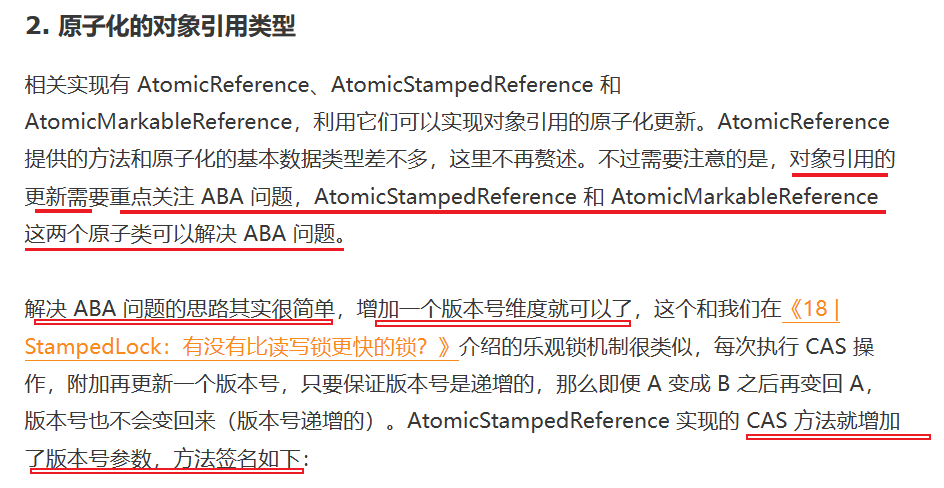 2. 原子化的对象引用类型
相关实现有 AtomicReference、AtomicStampedReference 和
AtomicMarkableReference，利用它们可以实现对象引用的原子化更新。AtomicReference
提供的方法和原子化的基本数据类型差不多，这里不再赘述。不过需要注意的是，对象引用的
更新需要重点关注 ABA 问题，AtomicStampedReference 和 AtomicMarkableReference
这两个原子类可以解决 ABA 问题。
解决 ABA 问题的思路其实很简单，增加一个版本号维度就可以了，这个和我们在《18 |
StampedLock：有没有比读写锁更快的锁？》介绍的乐观锁机制很类似，每次执行 CAS 操
作，附加再更新一个版本号，只要保证版本号是递增的，那么即便 A 变成 B 之后再变回 A，
版本号也不会变回来（版本号递增的）。AtomicStampedReference 实现的 CAS 方法就增加
了版本号参数，方法签名如下：